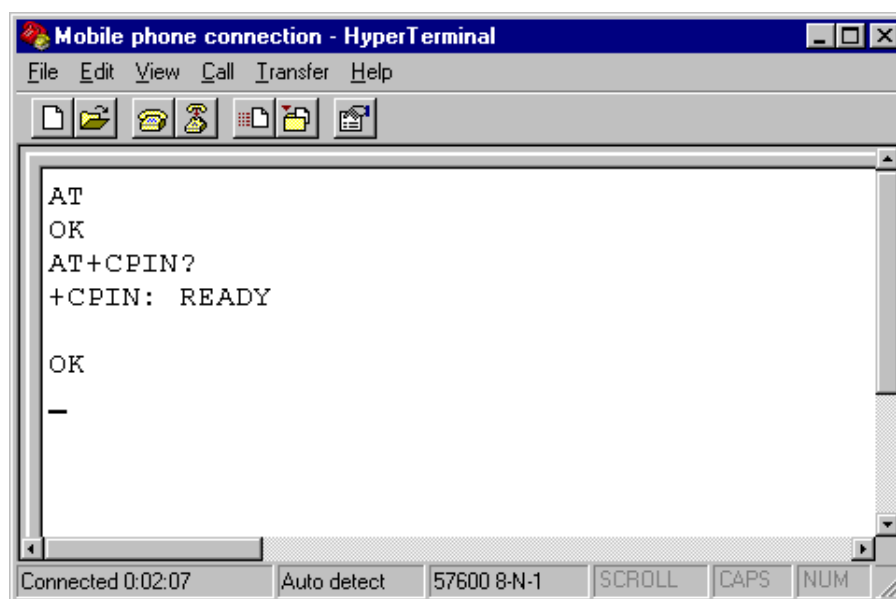 Mobile phone connection - HyperTerminal
File Edit View Call Transfer Help
AT
OK
AT+CPIN?
+CPIN: READY
OK
Connected 0:02:07 Auto detect 57600 8-N-1 SCROLL CAPS NUM